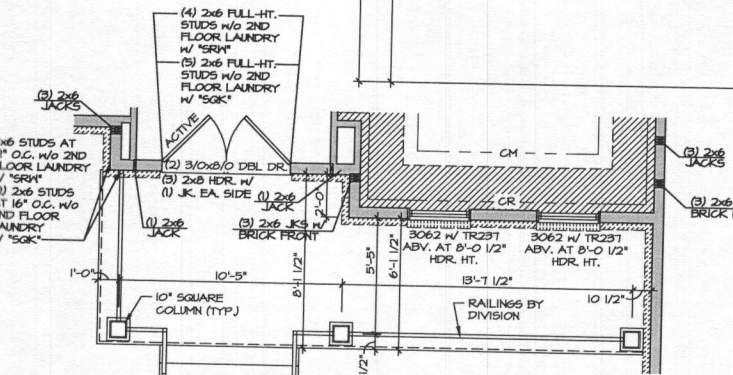 (4) 2x6 FULL-HT.
STUDS W/O 2ND
FLOOR LAUNDRY
W/ "SRW"
(5) 2x6 FULL-HT.
STUDS W/O 2ND
FLOOR LAUNDRY
W/ "SQK"
(3) 2x6
JACKS
ACTIVE
x6 STUDS AT
O.C. W/O 2ND
FLOOR LAUNDRY
"SRW"
2x6 STUDS
AT 16" O.C. W/O
2ND FLOOR
LAUNDRY
"SQK"
(2) 3/0x8/0 DBL DR.
(3) 2x8 HDR. W/
(1) JK. EA. SIDE
(1) 2x6
JACK
(1) 2x6
JACK
2'-0"
(3) 2x6 JKS W/
BRICK FRONT
CM
CR
(3) 2x6
JACKS
(3) 2x6
BRICK
3062 W/ TR237
ABV. AT 8'-0 1/2"
HDR. HT.
3062 W/ TR237
ABV. AT 8'-0 1/2"
HDR. HT.
1'-0"
10'-5"
8'-1 1/2"
5'-5"
6'-1 1/2"
13'-7 1/2"
10 1/2"
10" SQUARE
COLUMN (TYP.)
RAILINGS BY
DIVISION
1/2"